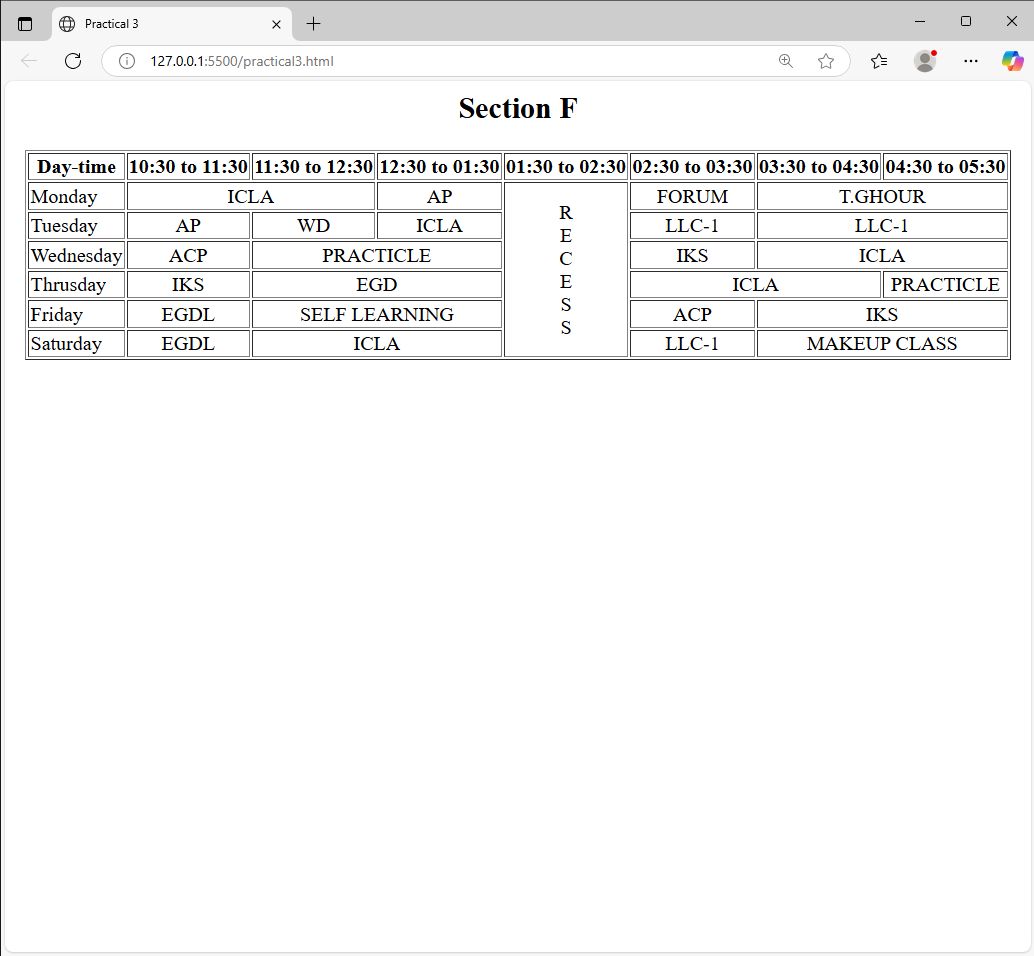 Practical 3
127.0.0.1:5500/practical3.html
Section F
Day-time 10:30 to 11:30 11:30 to 12:30 12:30 to 01:30 01:30 to 02:30 02:30 to 03:30 03:30 to 04:30 04:30 to 05:30
Monday ICLA AP FORUM T.GHOUR
Tuesday AP WD ICLA LLC-1 LLC-1
Wednesday ACP PRACTICLE IKS ICLA
Thrusday IKS EGD ICLA PRACTICLE
Friday EGDL SELF LEARNING ACP IKS
Saturday EGDL ICLA LLC-1 MAKEUP CLASS
R
E
C
E
S
S